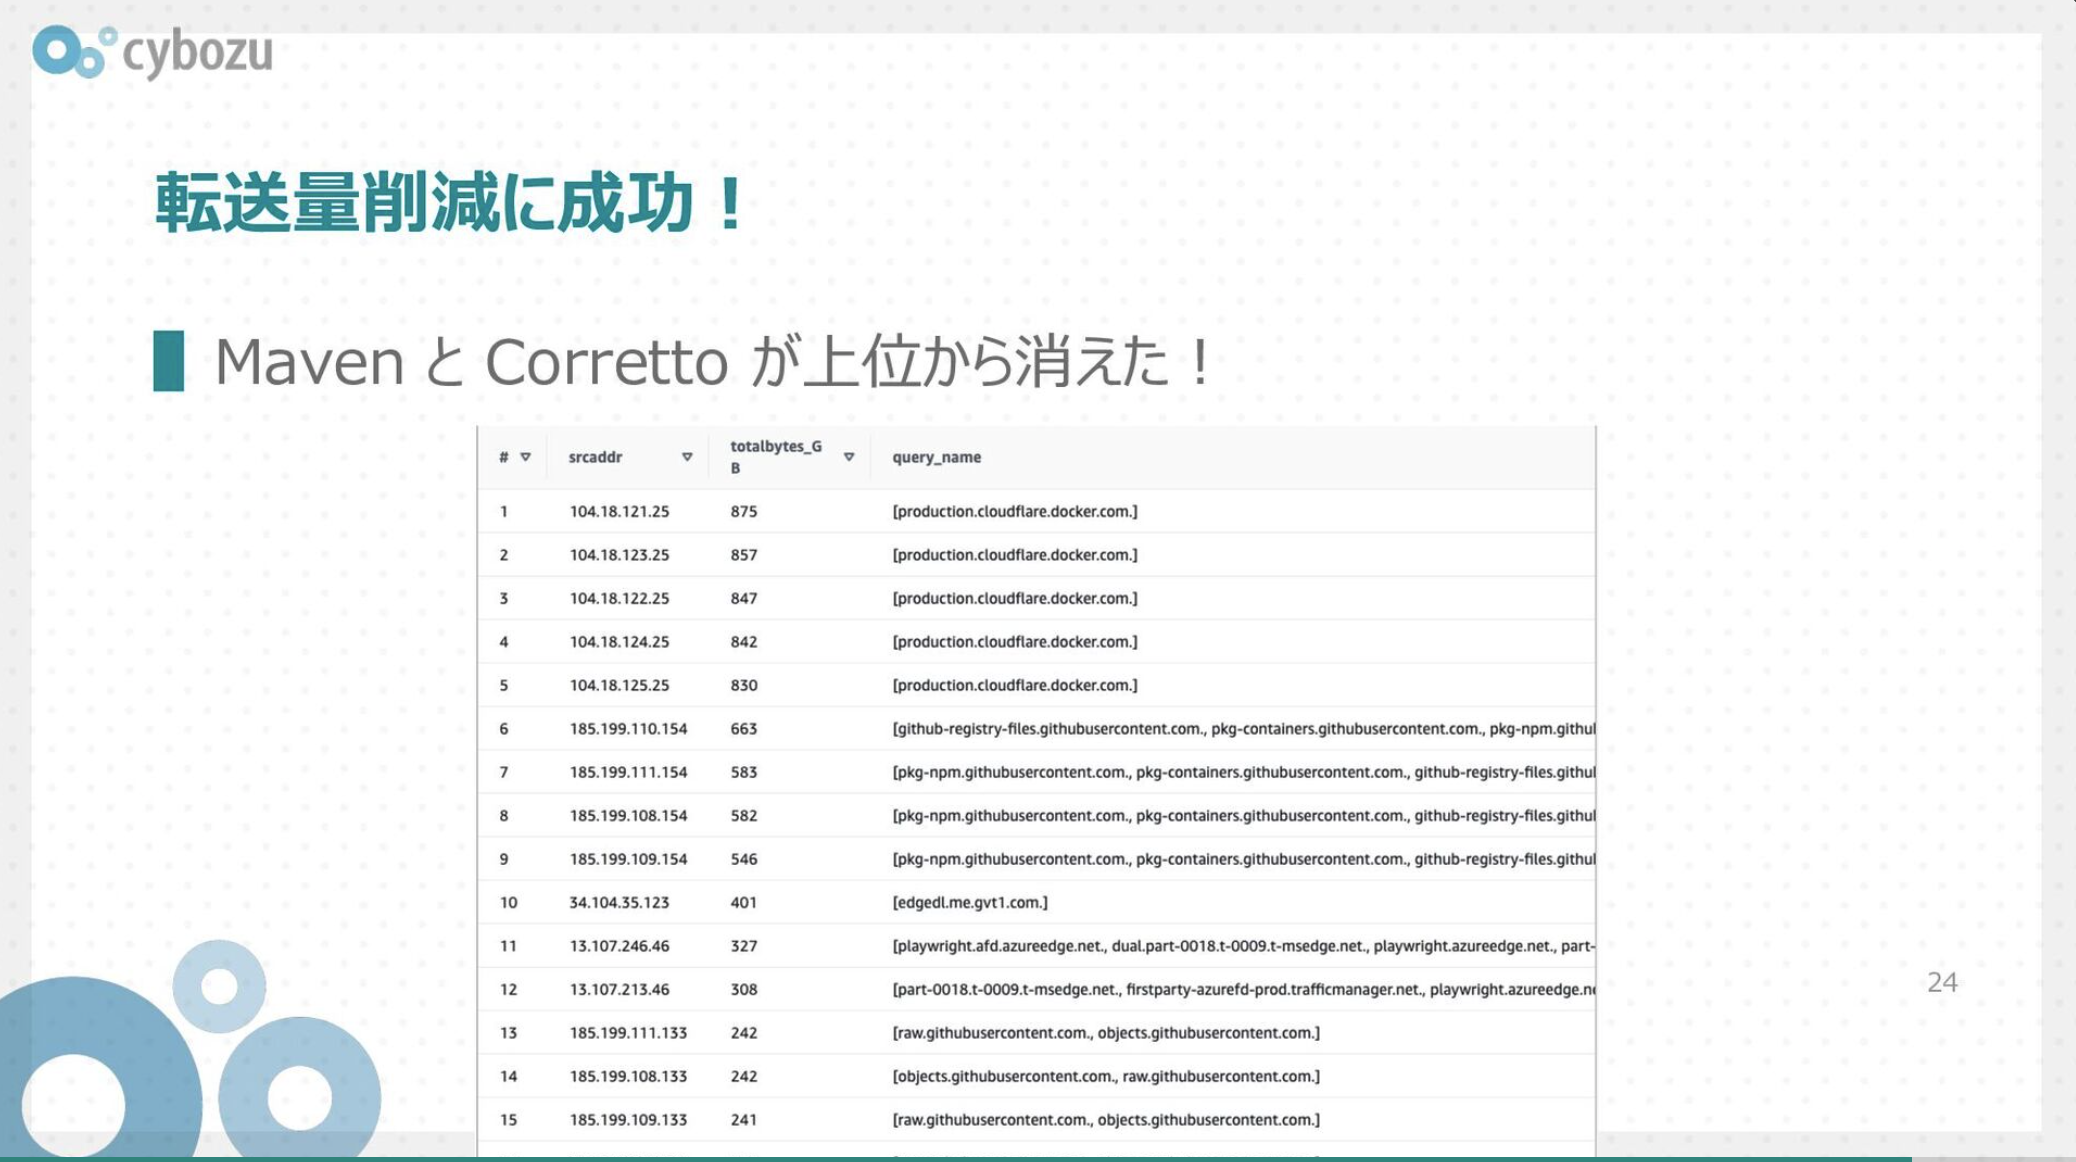 cybozu
転送量削減に成功！
Maven と Corretto が上位から消えた！
# srcaddr totalbytes_GB query_name
1 104.18.121.25 875 [production.cloudflare.docker.com.]
2 104.18.123.25 857 [production.cloudflare.docker.com.]
3 104.18.122.25 847 [production.cloudflare.docker.com.]
4 104.18.124.25 842 [production.cloudflare.docker.com.]
5 104.18.125.25 830 [production.cloudflare.docker.com.]
6 185.199.110.154 663 [github-registry-files.githubusercontent.com., pkg-containers.githubusercontent.com., pkg-npm.githu
7 185.199.111.154 583 [pkg-npm.githubusercontent.com., pkg-containers.githubusercontent.com., github-registry-files.githu
8 185.199.108.154 582 [pkg-npm.githubusercontent.com., pkg-containers.githubusercontent.com., github-registry-files.githu
9 185.199.109.154 546 [pkg-npm.githubusercontent.com., pkg-containers.githubusercontent.com., github-registry-files.githu
10 34.104.35.123 401 [edgedl.me.gvt1.com.]
11 13.107.246.46 327 [playwright.afd.azureedge.net., dual.part-0018.t-0009.t-msedge.net., playwright.azureedge.net., part-
12 13.107.213.46 308 [part-0018.t-0009.t-msedge.net., firstparty-azurefd-prod.trafficmanager.net., playwright.azureedge.n
13 185.199.111.133 242 [raw.githubusercontent.com., objects.githubusercontent.com.]
14 185.199.108.133 242 [objects.githubusercontent.com., raw.githubusercontent.com.]
15 185.199.109.133 241 [raw.githubusercontent.com., objects.githubusercontent.com.]
24